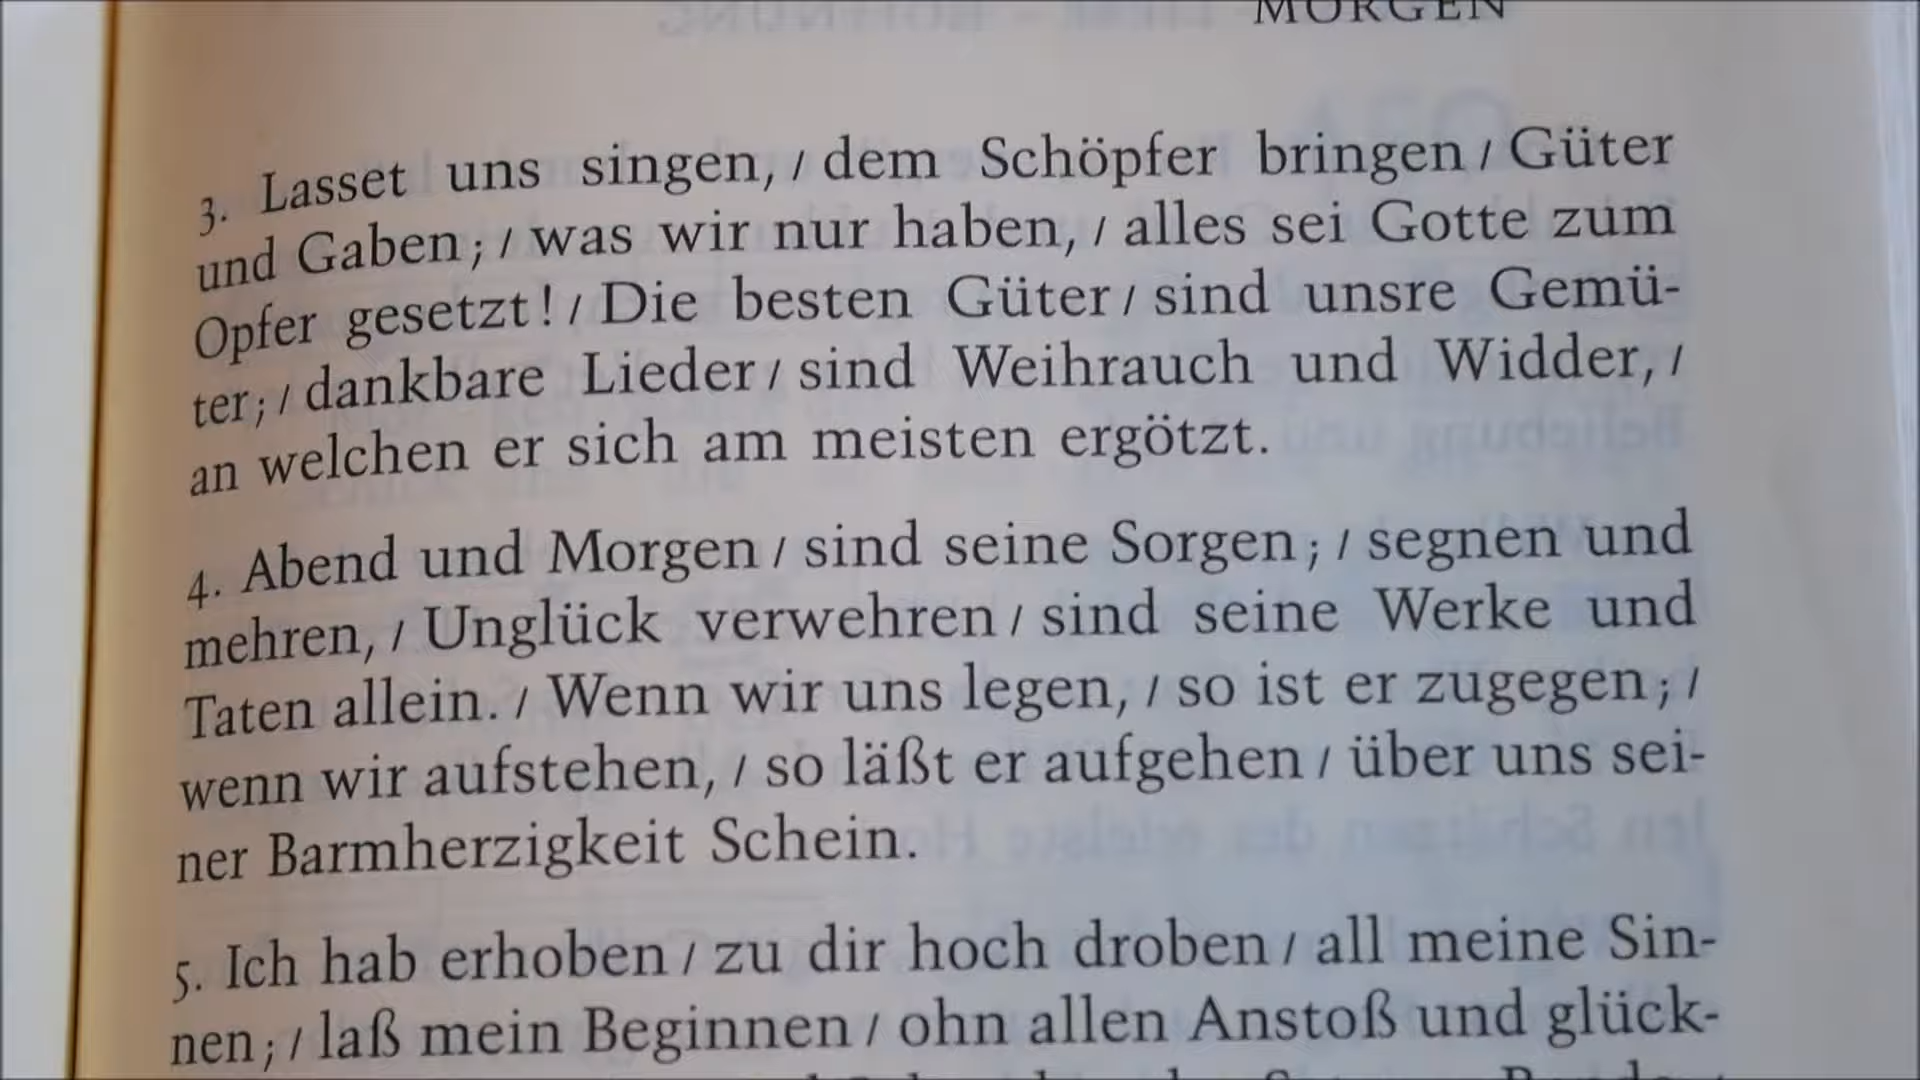 MORGEN
3. Lasset uns singen, / dem Schöpfer bringen / Güter
und Gaben; / was wir nur haben, / alles sei Gotte zum
Opfer gesetzt! / Die besten Güter / sind unsre Gemü-
ter; / dankbare Lieder / sind Weihrauch und Widder, /
an welchen er sich am meisten ergötzt.
4. Abend und Morgen / sind seine Sorgen; / segnen und
mehren, / Unglück verwehren / sind seine Werke und
Taten allein. / Wenn wir uns legen, / so ist er zugegen; /
wenn wir aufstehen, / so läßt er aufgehen / über uns sei-
ner Barmherzigkeit Schein.
5. Ich hab erhoben / zu dir hoch droben / all meine Sin-
nen; / laß mein Beginnen / ohn allen Anstoß und glück-